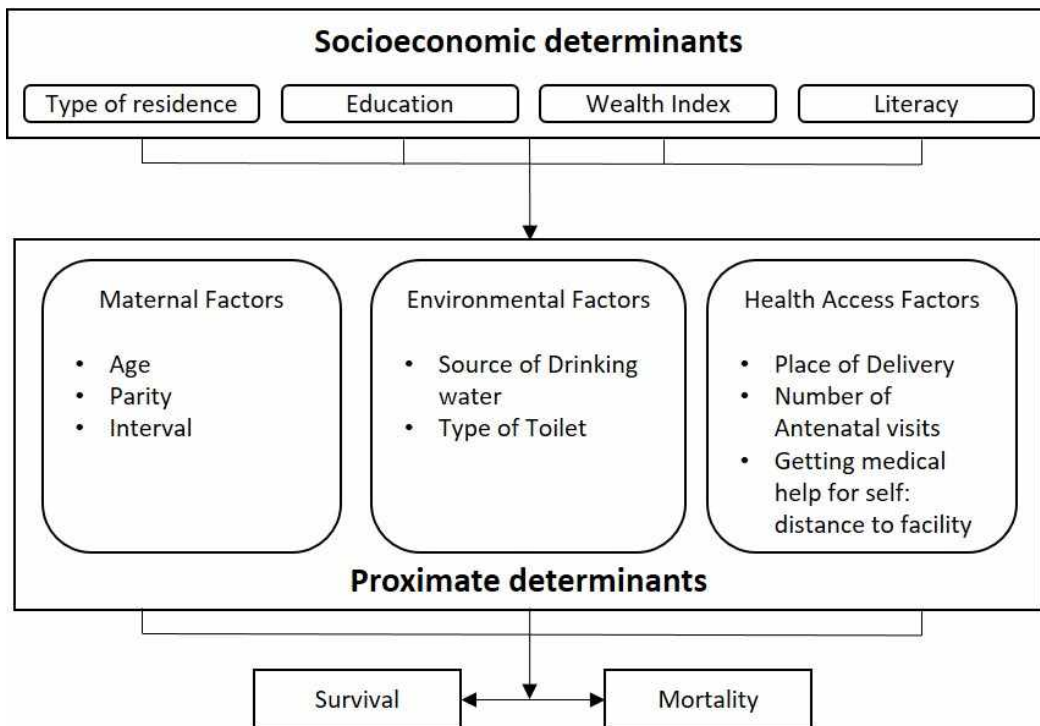 Socioeconomic determinants
Type of residence
Education
Wealth Index
Literacy
Maternal Factors
• Age
• Parity
• Interval
Environmental Factors
• Source of Drinking
water
• Type of Toilet
Health Access Factors
• Place of Delivery
• Number of
Antenatal visits
• Getting medical
help for self:
distance to facility
Proximate determinants
Survival
Mortality